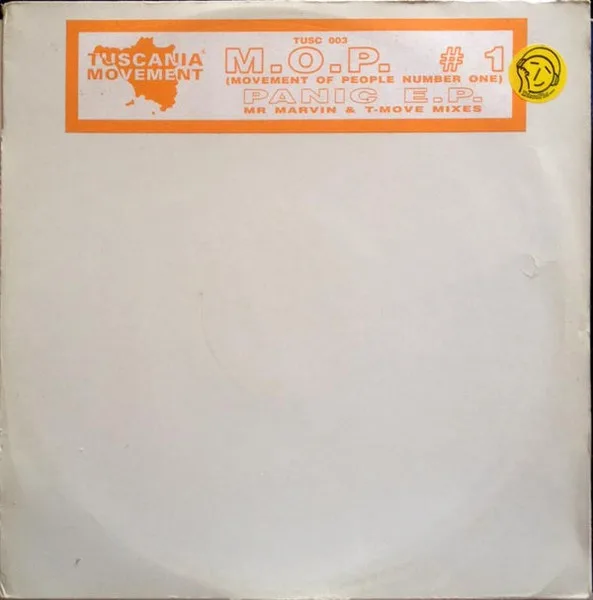 TUSC 003
TUSCANIA
MOVEMENT
M.O.P. # 1
(MOVEMENT OF PEOPLE NUMBER ONE)
PANIC E.P.
MR MARVIN & T-MOVE MIXES